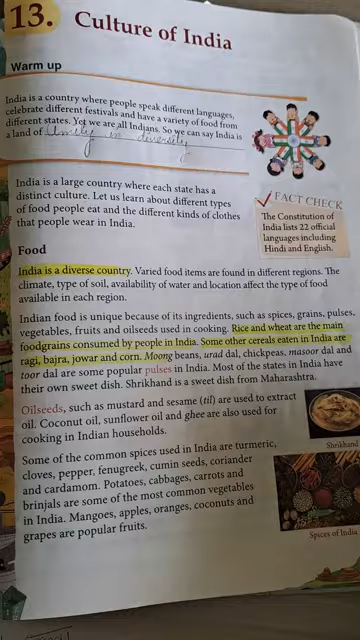 13. Culture of India
Warm up
India is a country where people speak different languages,
celebrate different festivals and have a variety of food from
different states. Yet we are all Indians. So we can say India is
a land of Unity in diversity
India is a large country where each state has a
distinct culture. Let us learn about different types
of food people eat and the different kinds of clothes
that people wear in India.
FACT CHECK
The Constitution of
India lists 22 official
languages including
Hindi and English.
Food
India is a diverse country. Varied food items are found in different regions. The
climate, type of soil, availability of water and location affect the type of food
available in each region.
Indian food is unique because of its ingredients, such as spices, grains, pulses,
vegetables, fruits and oilseeds used in cooking. Rice and wheat are the main
foodgrains consumed by people in India. Some other cereals eaten in India are
ragi, bajra, jowar and corn. Moong beans, urad dal, chickpeas, masoor dal and
toor dal are some popular pulses in India. Most of the states in India have
their own sweet dish. Shrikhand is a sweet dish from Maharashtra.
Oilseeds, such as mustard and sesame (til) are used to extract
oil. Coconut oil, sunflower oil and ghee are also used for
cooking in Indian households.
Shrikhand
Some of the common spices used in India are turmeric,
cloves, pepper, fenugreek, cumin seeds, coriander
and cardamom. Potatoes, cabbages, carrots and
brinjals are some of the most common vegetables
in India. Mangoes, apples, oranges, coconuts and
grapes are popular fruits.
Spices of India